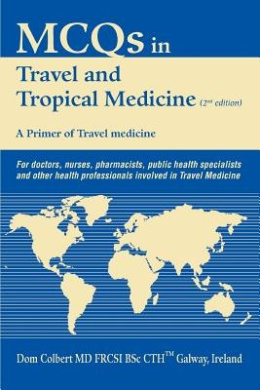 MCQs in
Travel and
Tropical Medicine (2nd edition)
A Primer of Travel medicine
For doctors, nurses, pharmacists, public health specialists
and other health professionals involved in Travel Medicine
Dom Colbert MD FRCSI BSc CTH™ Galway, Ireland